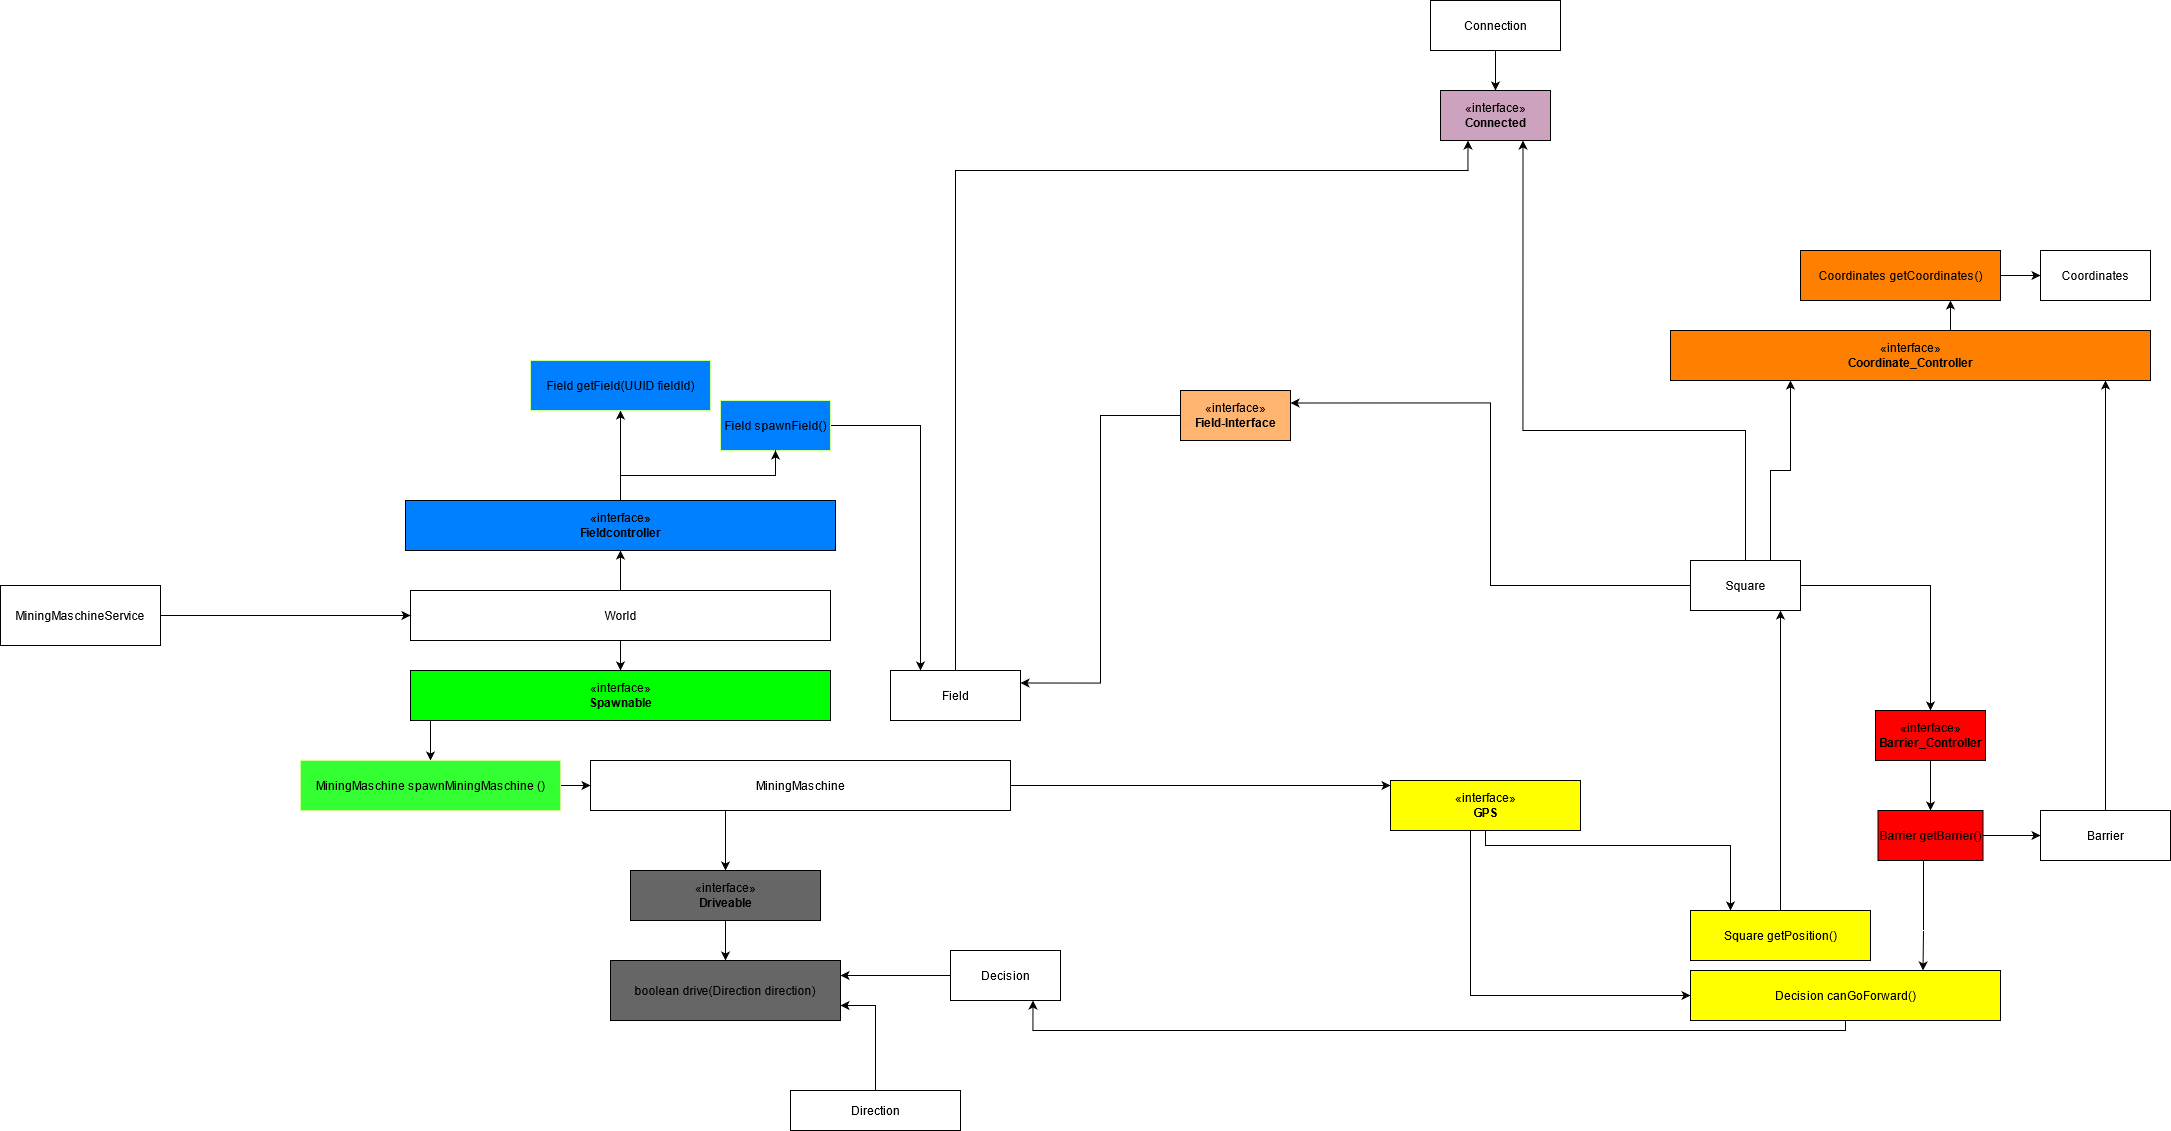 Connection
«interface»
Connected
Coordinates getCoordinates()
Coordinates
«interface»
Coordinate_Controller
Field getField(UUID fieldId)
Field spawnField()
«interface»
Field-Interface
«interface»
Fieldcontroller
MiningMaschineService
World
Square
«interface»
Spawnable
Field
«interface»
Barrier_Controller
MiningMaschine spawnMiningMaschine ()
MiningMaschine
«interface»
GPS
Barrier getBarrier()
Barrier
«interface»
Driveable
Square getPosition()
boolean drive(Direction direction)
Decision
Decision canGoForward()
Direction